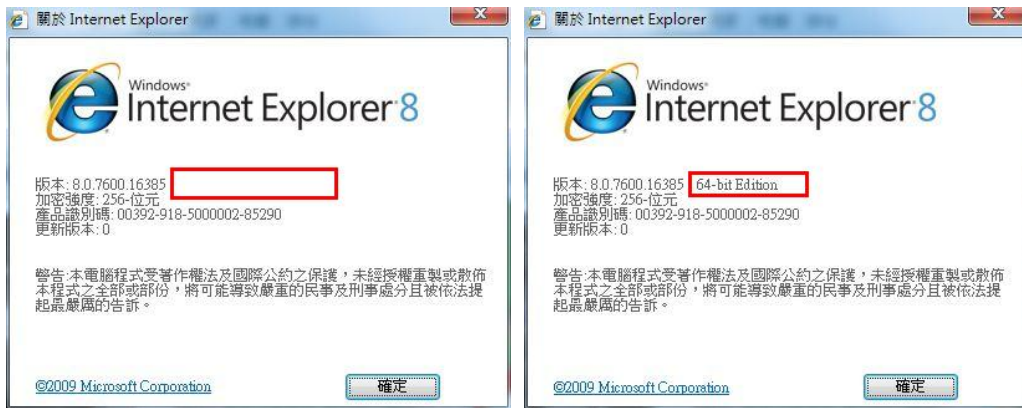 關於 Internet Explorer
Windows®
Internet Explorer 8
版本: 8.0.7600.16385
加密強度: 256-位元
產品識別碼: 00392-918-5000002-85290
更新版本: 0
警告:本電腦程式受著作權法及國際公約之保護，未經授權重製或散佈
本程式之全部或部份，將可能導致嚴重的民事及刑事處分且被依法提
起最嚴厲的告訴。
©2009 Microsoft Corporation
確定
關於 Internet Explorer
Windows®
Internet Explorer 8
版本: 8.0.7600.16385 64-bit Edition
加密強度: 256-位元
產品識別碼: 00392-918-5000002-85290
更新版本: 0
警告:本電腦程式受著作權法及國際公約之保護，未經授權重製或散佈
本程式之全部或部份，將可能導致嚴重的民事及刑事處分且被依法提
起最嚴厲的告訴。
©2009 Microsoft Corporation
確定